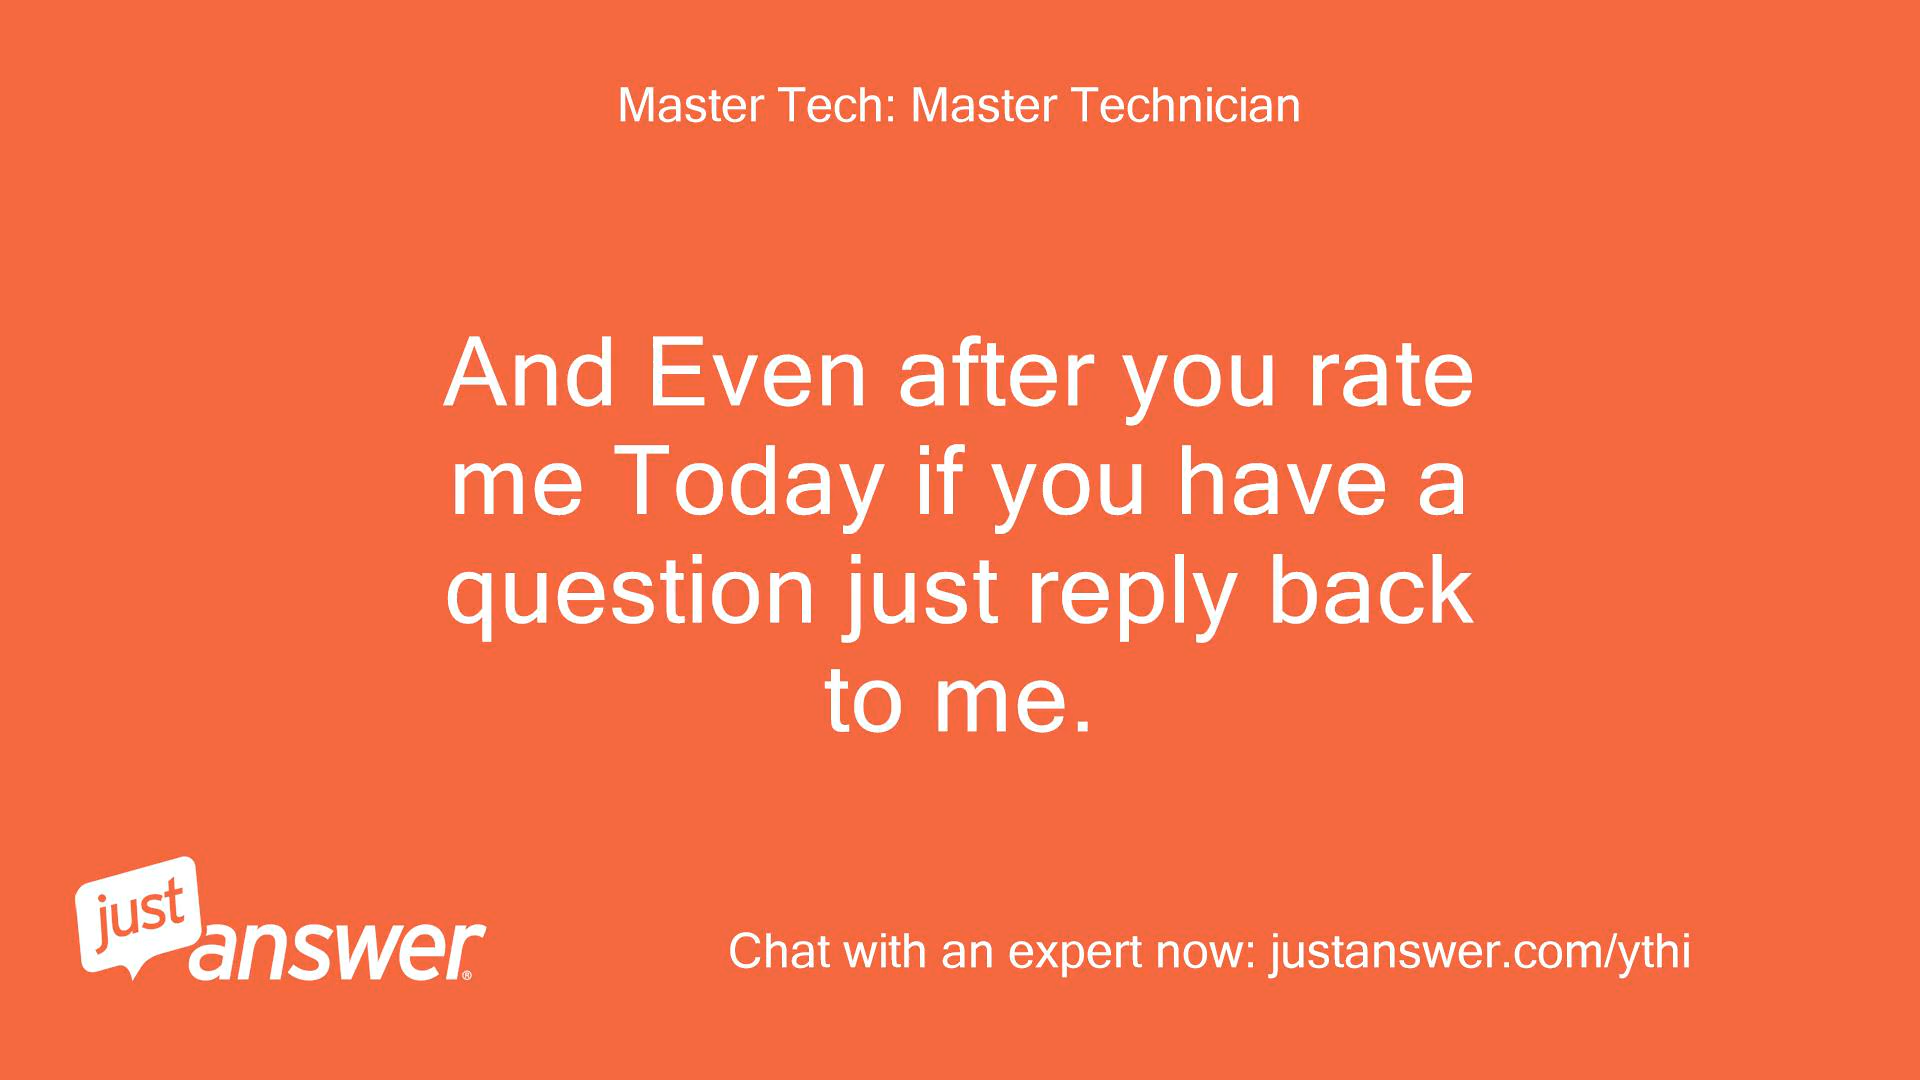 Master Tech: Master Technician
And Even after you rate
me Today if you have a
question just reply back
to me.
just
answer®
Chat with an expert now: justanswer.com/ythi